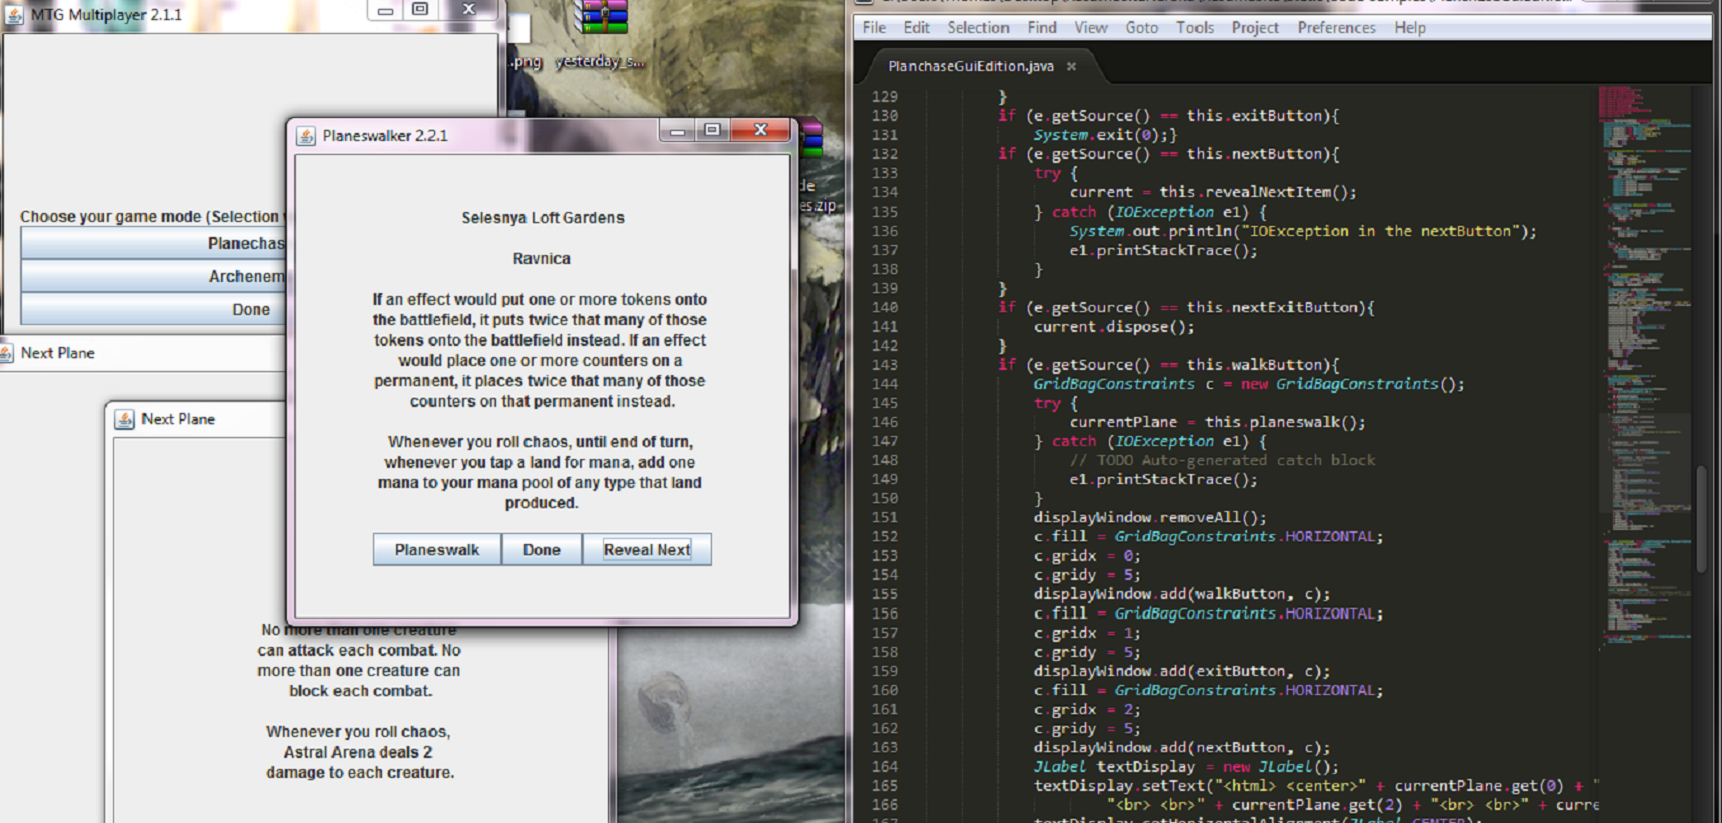 MTG Multiplayer 2.1.1
Choose your game mode (Selection
Planechas
Archenem
Done
Next Plane
Next Plane
No more than one creature
can attack each combat. No
more than one creature can
block each combat.
Whenever you roll chaos,
Astral Arena deals 2
damage to each creature.
.png
yesterday_s...
de
es.zip
Planeswalker 2.2.1
Selesnya Loft Gardens
Ravnica
If an effect would put one or more tokens onto
the battlefield, it puts twice that many of those
tokens onto the battlefield instead. If an effect
would place one or more counters on a
permanent, it places twice that many of those
counters on that permanent instead.
Whenever you roll chaos, until end of turn,
whenever you tap a land for mana, add one
mana to your mana pool of any type that land
produced.
Planeswalk Done Reveal Next
File Edit Selection Find View Goto Tools Project Preferences Help
PlanchaseGuiEdition.java ×
129 }
130 if (e.getSource() == this.exitButton){
131 System.exit(0);}
132 if (e.getSource() == this.nextButton){
133 try {
134 current = this.revealNextItem();
135 } catch (IOException e1) {
136 System.out.println("IOException in the nextButton");
137 e1.printStackTrace();
138 }
139 }
140 if (e.getSource() == this.nextExitButton){
141 current.dispose();
142 }
143 if (e.getSource() == this.walkButton){
144 GridBagConstraints c = new GridBagConstraints();
145 try {
146 currentPlane = this.planeswalk();
147 } catch (IOException e1) {
148 // TODO Auto-generated catch block
149 e1.printStackTrace();
150 }
151 displayWindow.removeAll();
152 c.fill = GridBagConstraints.HORIZONTAL;
153 c.gridx = 0;
154 c.gridy = 5;
155 displayWindow.add(walkButton, c);
156 c.fill = GridBagConstraints.HORIZONTAL;
157 c.gridx = 1;
158 c.gridy = 5;
159 displayWindow.add(exitButton, c);
160 c.fill = GridBagConstraints.HORIZONTAL;
161 c.gridx = 2;
162 c.gridy = 5;
163 displayWindow.add(nextButton, c);
164 JLabel textDisplay = new JLabel();
165 textDisplay.setText("<html> <center>" + currentPlane.get(0) + "
166 "<br> <br>" + currentPlane.get(2) + "<br> <br>" + curre